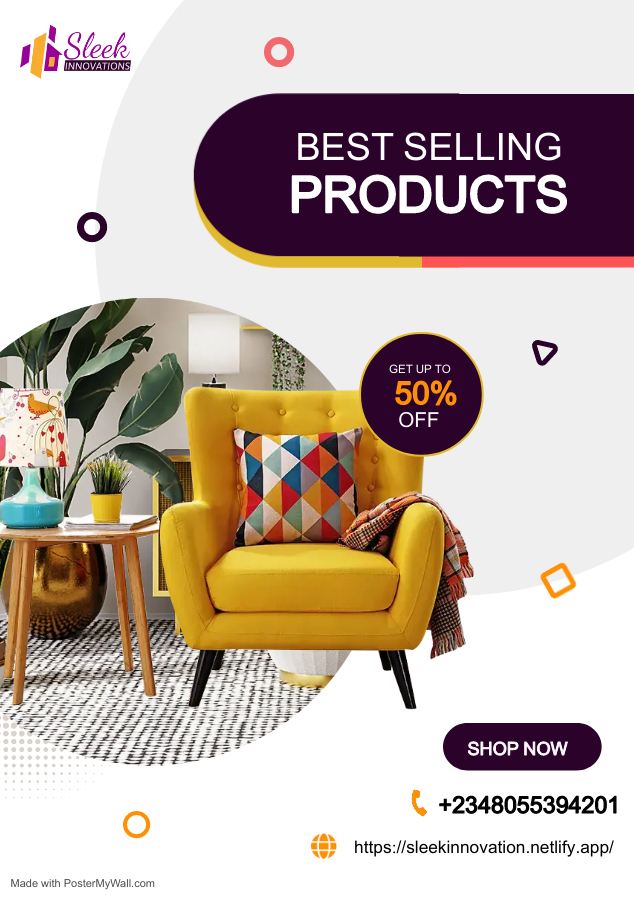 Sleek
INNOVATIONS
BEST SELLING
PRODUCTS
GET UP TO
50%
OFF
SHOP NOW
+2348055394201
https://sleekinnovation.netlify.app/
Made with PosterMyWall.com